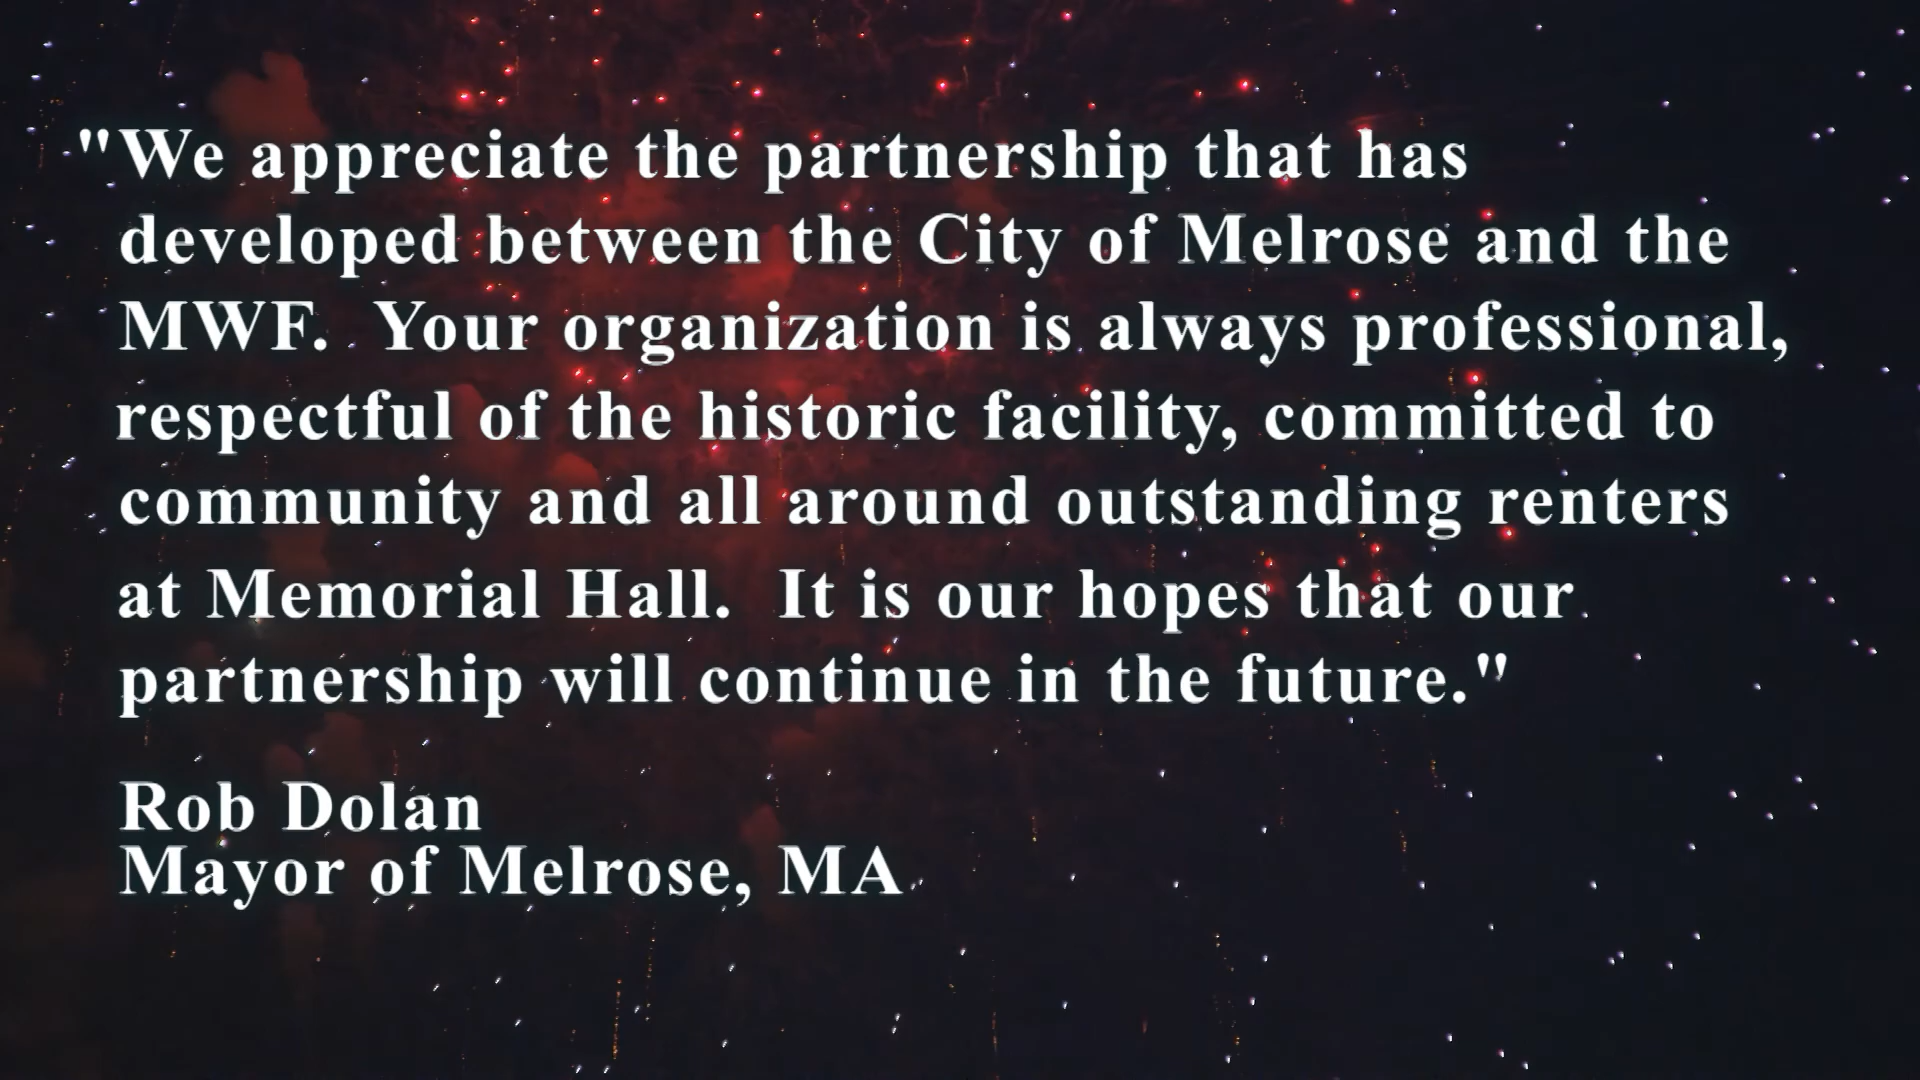 "We appreciate the partnership that has
developed between the City of Melrose and the
MWF.  Your organization is always professional,
respectful of the historic facility, committed to
community and all around outstanding renters
at Memorial Hall.  It is our hopes that our
partnership will continue in the future."
Rob Dolan
Mayor of Melrose, MA